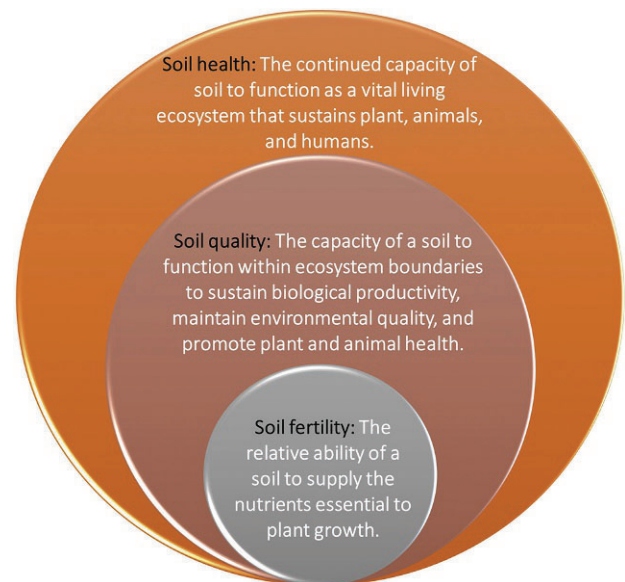 Soil health: The continued capacity of
soil to function as a vital living
ecosystem that sustains plant, animals,
and humans.
Soil quality: The capacity of a soil to
function within ecosystem boundaries
to sustain biological productivity,
maintain environmental quality, and
promote plant and animal health.
Soil fertility: The
relative ability of a
soil to supply the
nutrients essential to
plant growth.